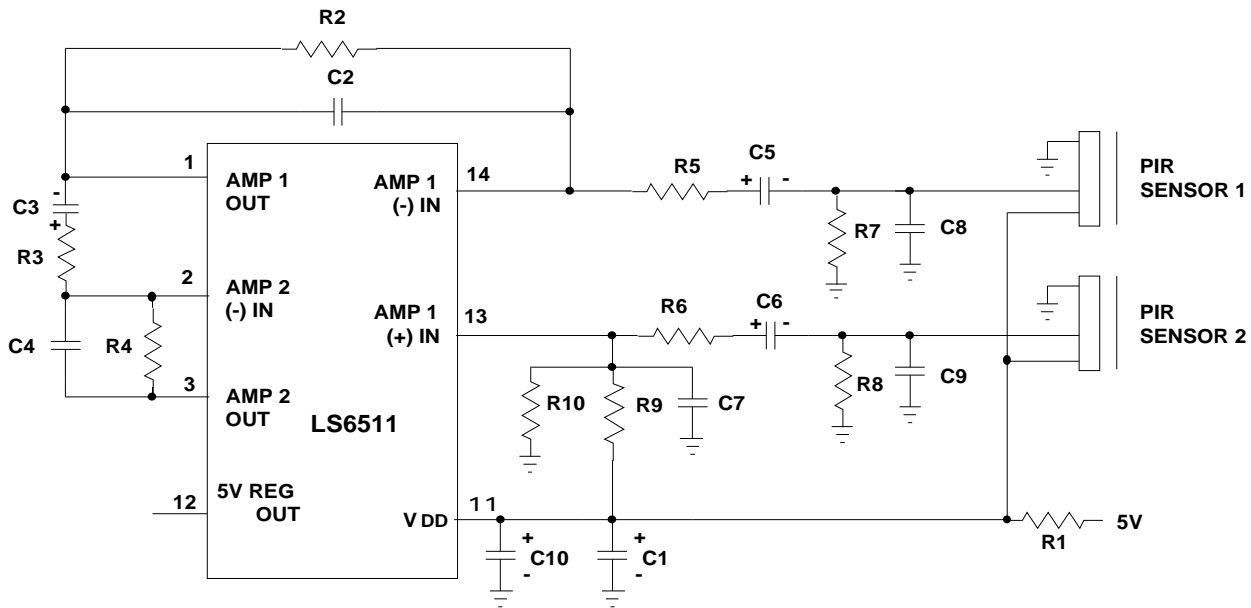 R2
C2
1
AMP 1
OUT
AMP 1
(-) IN
14
R5
C5
+
-
R7
C8
PIR
SENSOR 1
-
C3
+
R3
2
AMP 2
(-) IN
AMP 1
(+) IN
13
R6
C6
+
-
R8
C9
PIR
SENSOR 2
C4
R4
3
AMP 2
OUT
LS6511
R10
R9
C7
12
5V REG
OUT
V DD
11
+
C10
-
+
C1
-
R1
5V